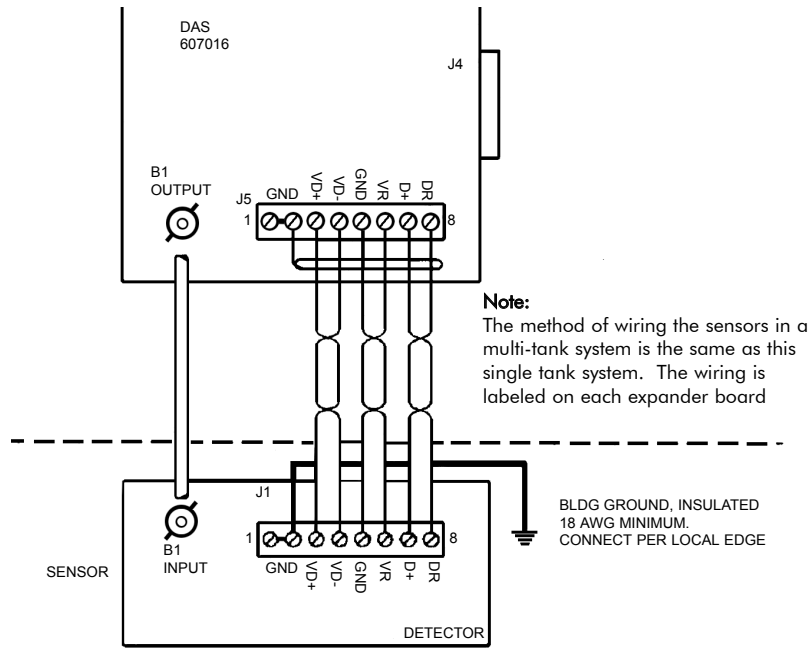 DAS
607016
J4
B1
OUTPUT
J5 GND VD+ VD- GND VR D+ DR
1 8
Note:
The method of wiring the sensors in a
multi-tank system is the same as this
single tank system. The wiring is
labeled on each expander board
J1
1 8
B1
INPUT
GND VD+ VD- GND VR D+ DR
SENSOR
DETECTOR
BLDG GROUND, INSULATED
18 AWG MINIMUM.
CONNECT PER LOCAL EDGE